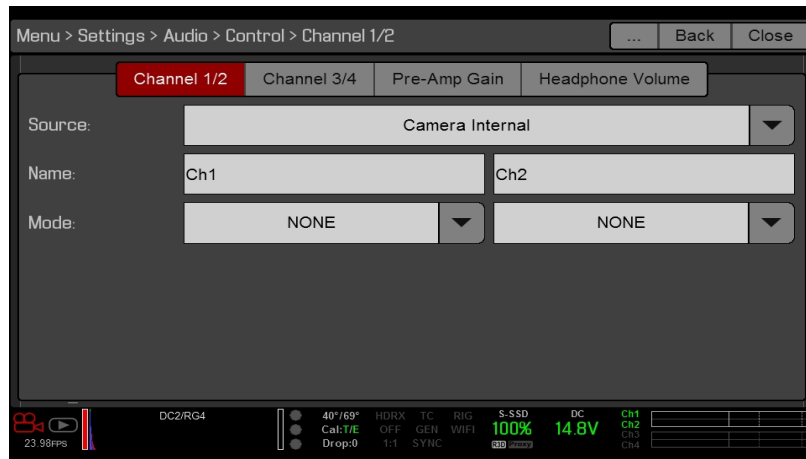 Menu > Settings > Audio > Control > Channel 1/2 ... Back Close
Channel 1/2 Channel 3/4 Pre-Amp Gain Headphone Volume
Source: Camera Internal
Name: Ch1 Ch2
Mode: NONE NONE
DC2/RG4 40°/69° HDRX TC RIG S-SSD DC Ch1
Cal:T/E OFF GEN WIFI 100% 14.8V Ch2
Ch3
23.98FPS Drop:0 1:1 SYNC R3D Proxy Ch4